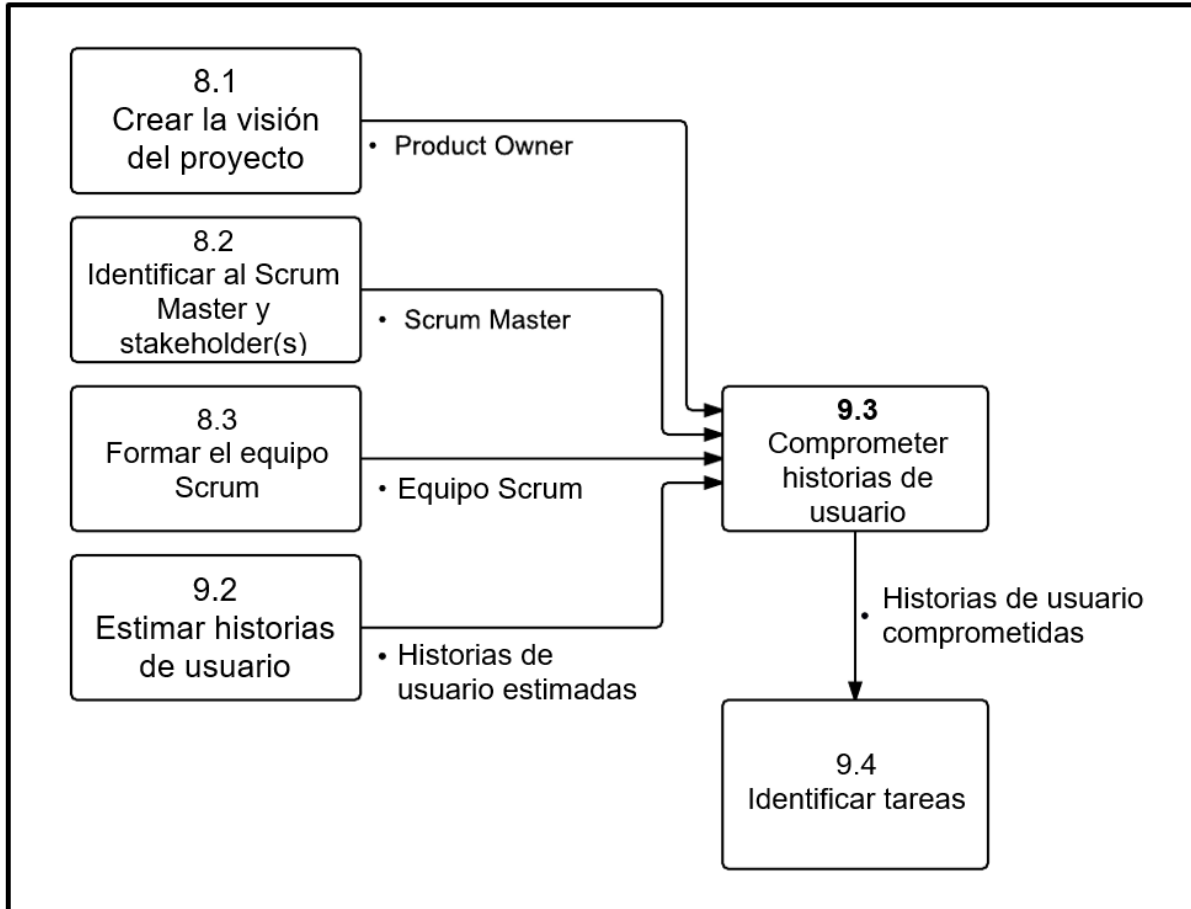 8.1
Crear la visión
del proyecto
• Product Owner
8.2
Identificar al Scrum
Master y
stakeholder(s)
• Scrum Master
8.3
Formar el equipo
Scrum
• Equipo Scrum
9.2
Estimar historias
de usuario
• Historias de
usuario estimadas
9.3
Comprometer
historias de
usuario
• Historias de usuario
comprometidas
9.4
Identificar tareas